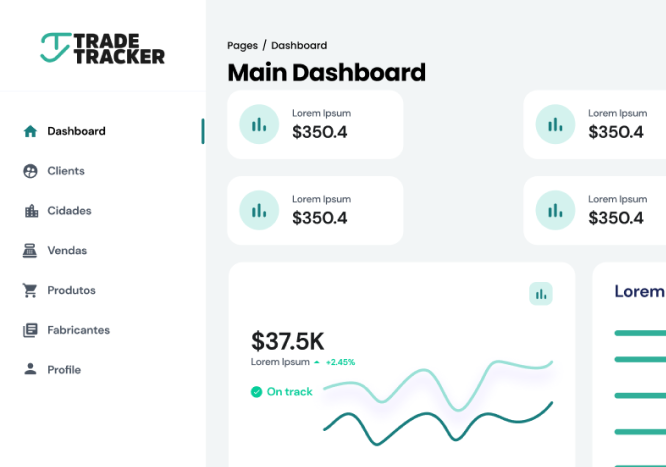 TRADE
TRACKER
Dashboard
Clients
Cidades
Vendas
Produtos
Fabricantes
Profile
Pages / Dashboard
Main Dashboard
Lorem Ipsum
$350.4
Lorem Ipsum
$350.4
Lorem Ipsum
$350.4
Lorem Ipsum
$350.4
$37.5K
Lorem Ipsum +2.45%
On track
Lorem